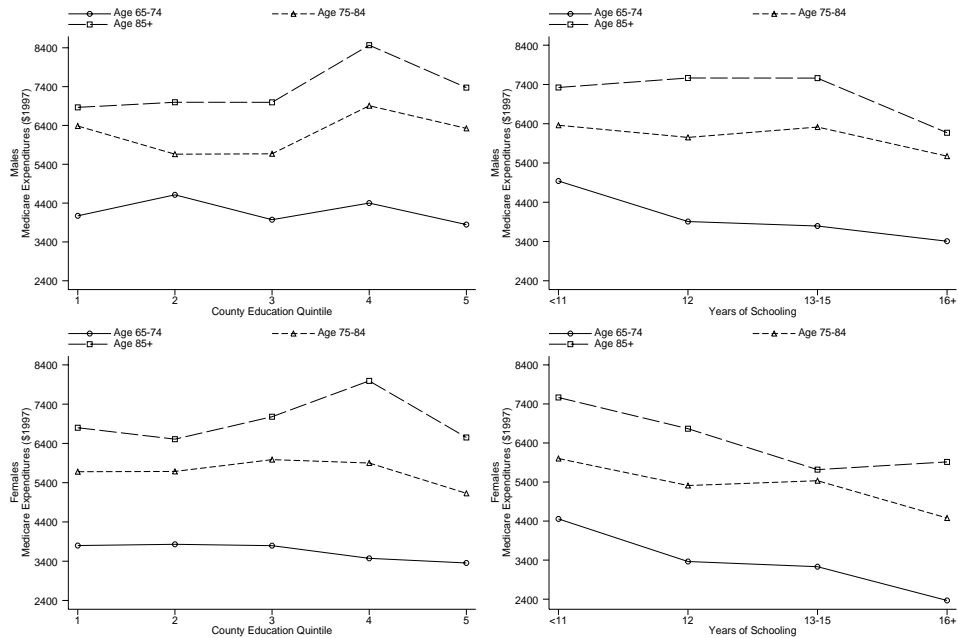 Age 65-74
Age 75-84
Age 85+
8400
7400
6400
5400
4400
3400
2400
Males
Medicare Expenditures ($1997)
1 2 3 4 5
County Education Quintile
Age 65-74
Age 75-84
Age 85+
8400
7400
6400
5400
4400
3400
2400
Males
Medicare Expenditures ($1997)
<11 12 13-15 16+
Years of Schooling
Age 65-74
Age 75-84
Age 85+
8400
7400
6400
5400
4400
3400
2400
Females
Medicare Expenditures ($1997)
1 2 3 4 5
County Education Quintile
Age 65-74
Age 75-84
Age 85+
8400
7400
6400
5400
4400
3400
2400
Females
Medicare Expenditures ($1997)
<11 12 13-15 16+
Years of Schooling